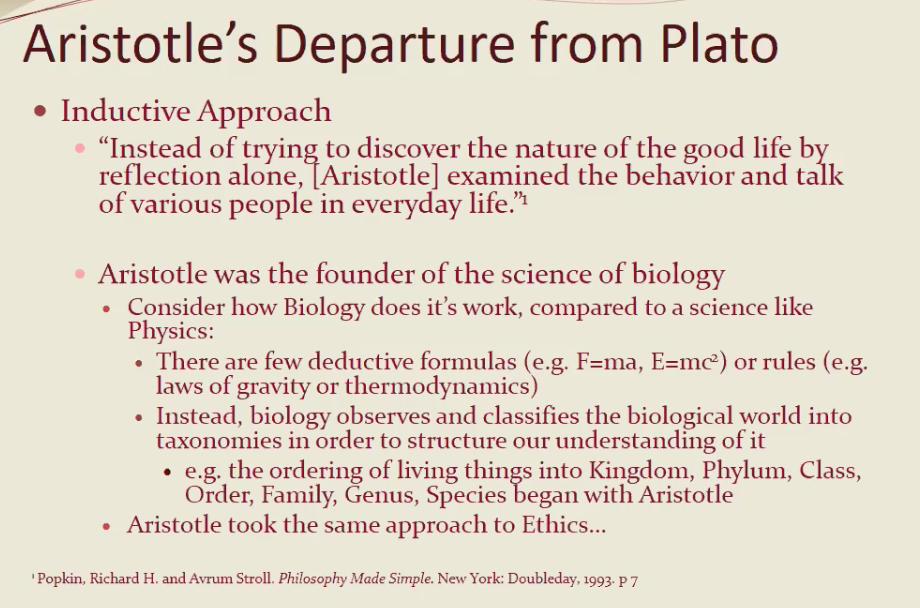 Aristotle’s Departure from Plato
• Inductive Approach
• “Instead of trying to discover the nature of the good life by
reflection alone, [Aristotle] examined the behavior and talk
of various people in everyday life.”¹
• Aristotle was the founder of the science of biology
• Consider how Biology does it’s work, compared to a science like
Physics:
• There are few deductive formulas (e.g. F=ma, E=mc²) or rules (e.g.
laws of gravity or thermodynamics)
• Instead, biology observes and classifies the biological world into
taxonomies in order to structure our understanding of it
• e.g. the ordering of living things into Kingdom, Phylum, Class,
Order, Family, Genus, Species began with Aristotle
• Aristotle took the same approach to Ethics…
¹ Popkin, Richard H. and Avrum Stroll. Philosophy Made Simple. New York: Doubleday, 1993. p 7